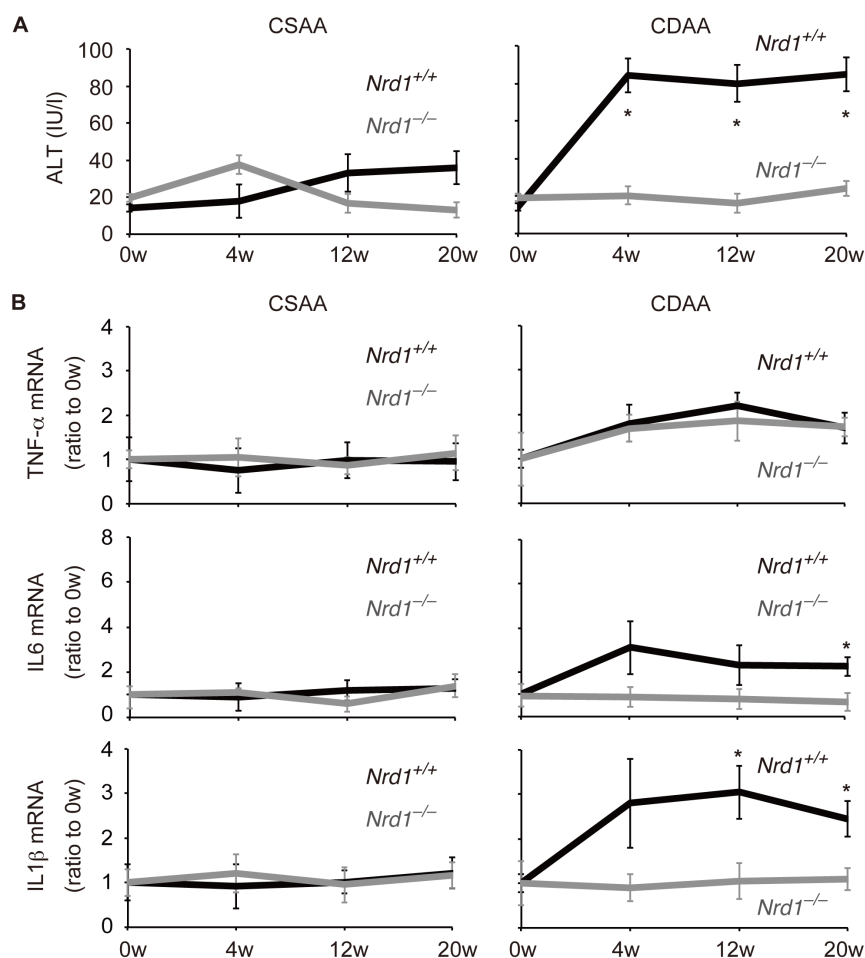 A
CSAA
CDAA
ALT (IU/l)
100
80
60
40
20
0
Nrd1+/+
Nrd1−/−
0w 4w 12w 20w
Nrd1+/+
*
*
*
Nrd1−/−
0w 4w 12w 20w
B
CSAA
CDAA
TNF-α mRNA
(ratio to 0w)
4
3
2
1
0
Nrd1+/+
Nrd1−/−
Nrd1+/+
Nrd1−/−
IL6 mRNA
(ratio to 0w)
8
6
4
2
0
Nrd1+/+
Nrd1−/−
Nrd1+/+
Nrd1−/−
*
IL1β mRNA
(ratio to 0w)
4
3
2
1
0
Nrd1+/+
Nrd1−/−
0w 4w 12w 20w
* Nrd1+/+
*
Nrd1−/−
0w 4w 12w 20w